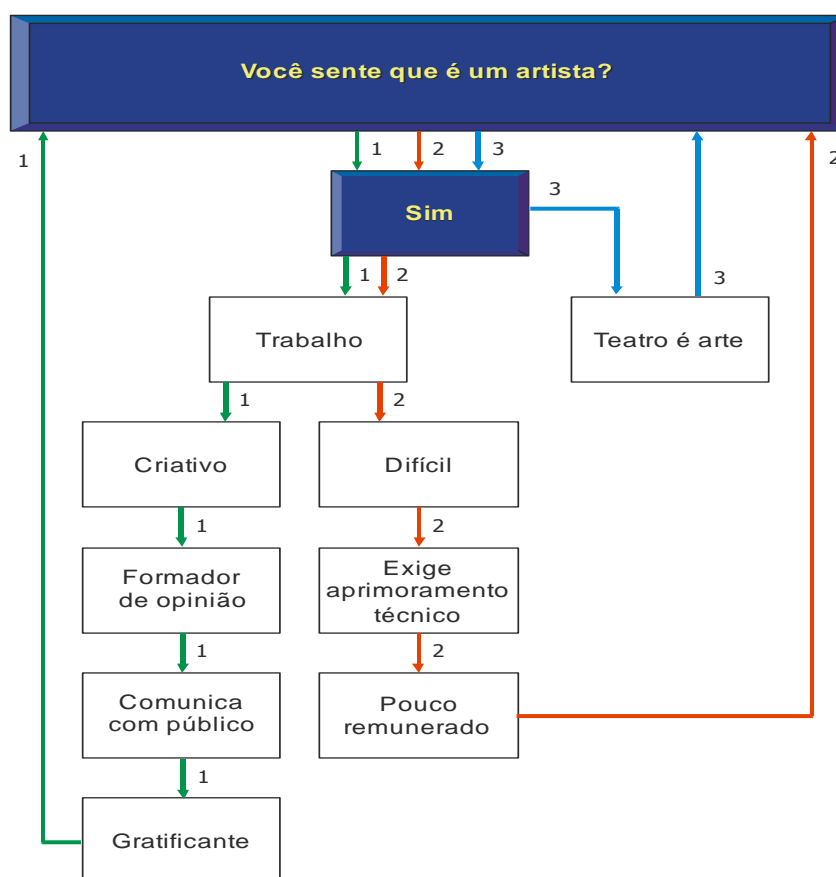 Você sente que é um artista?
1
1
2
3
2
Sim
3
1
2
3
Trabalho
Teatro é arte
1
2
Criativo
Difícil
1
2
Formador
de opinião
Exige
aprimoramento
técnico
1
2
Comunica
com público
Pouco
remunerado
1
Gratificante